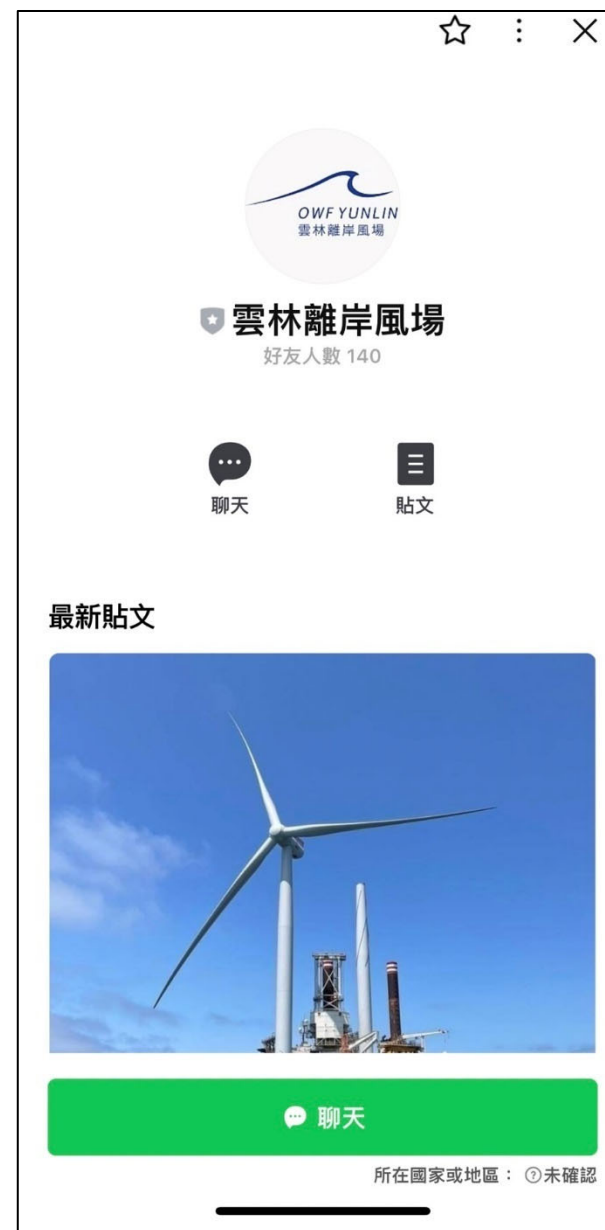 OWF YUNLIN
雲林離岸風場
雲林離岸風場
好友人數 140
聊天
貼文
最新貼文
聊天
所在國家或地區： ?未確認